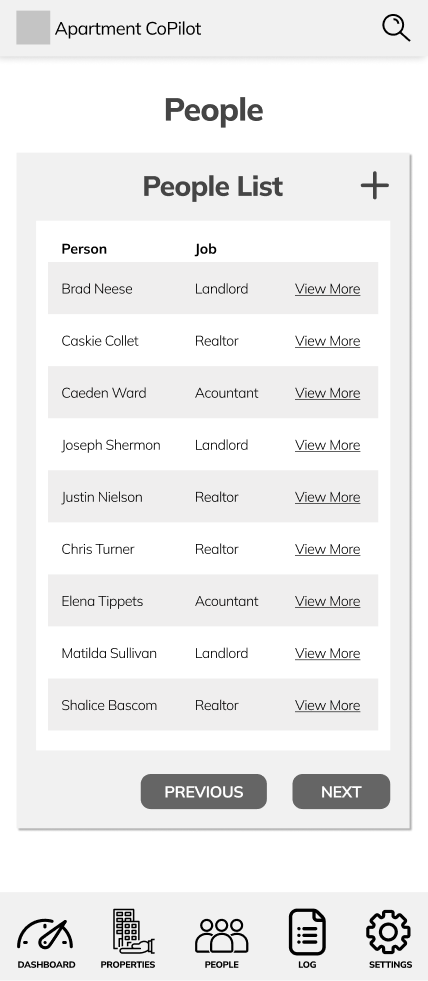 Apartment CoPilot
People
People List
Person Job
Brad Neese Landlord View More
Caskie Collet Realtor View More
Caeden Ward Acountant View More
Joseph Shermon Landlord View More
Justin Nielson Realtor View More
Chris Turner Realtor View More
Elena Tippets Acountant View More
Matilda Sullivan Landlord View More
Shalice Bascom Realtor View More
PREVIOUS NEXT
DASHBOARD PROPERTIES PEOPLE LOG SETTINGS